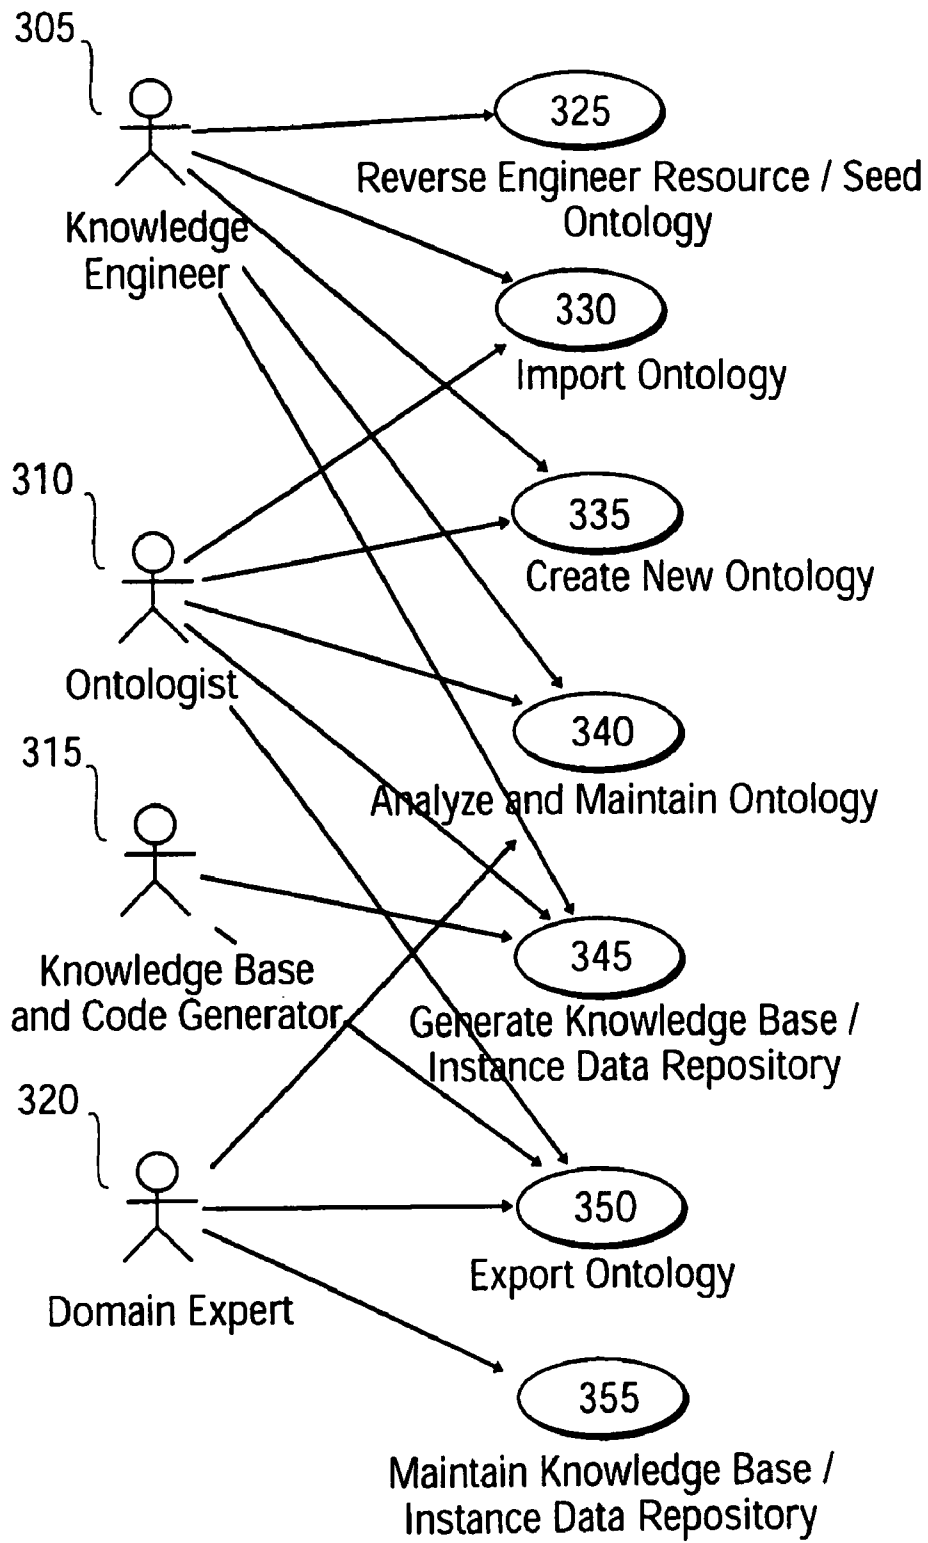 305
325
Reverse Engineer Resource / Seed
Ontology
Knowledge
Engineer
330
Import Ontology
310
335
Create New Ontology
Ontologist
340
Analyze and Maintain Ontology
315
345
Knowledge Base
and Code Generator
Generate Knowledge Base /
Instance Data Repository
320
350
Export Ontology
Domain Expert
355
Maintain Knowledge Base /
Instance Data Repository